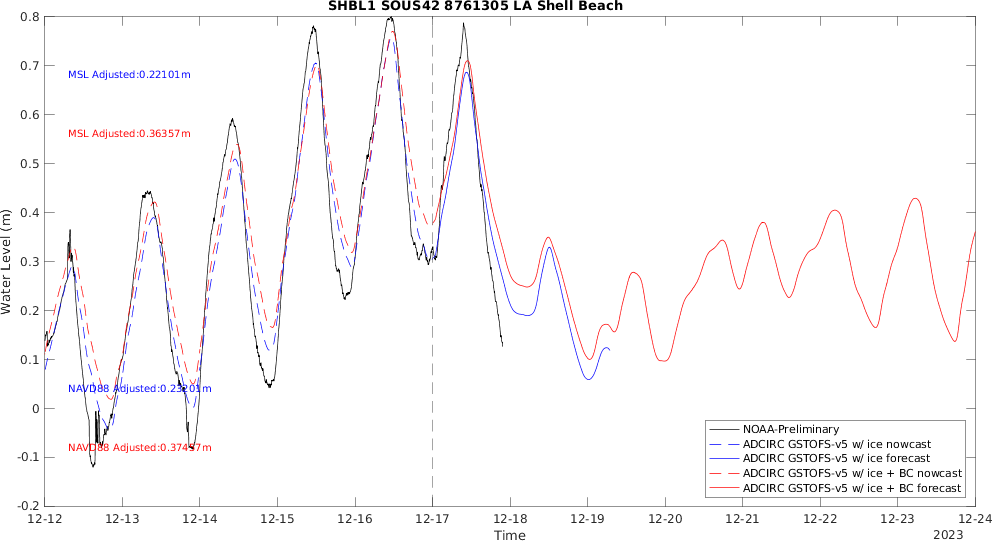 SHBL1 SOUS42 8761305 LA Shell Beach
0.8
0.7
0.6
0.5
0.4
0.3
0.2
0.1
0
-0.1
-0.2
Water Level (m)
MSL Adjusted:0.22101m
MSL Adjusted:0.36357m
NAVD88 Adjusted:0.23201m
NAVD88 Adjusted:0.37457m
NOAA-Preliminary
ADCIRC GSTOFS-v5 w/ ice nowcast
ADCIRC GSTOFS-v5 w/ ice forecast
ADCIRC GSTOFS-v5 w/ ice + BC nowcast
ADCIRC GSTOFS-v5 w/ ice + BC forecast
12-12 12-13 12-14 12-15 12-16 12-17 12-18 12-19 12-20 12-21 12-22 12-23 12-24
Time
2023